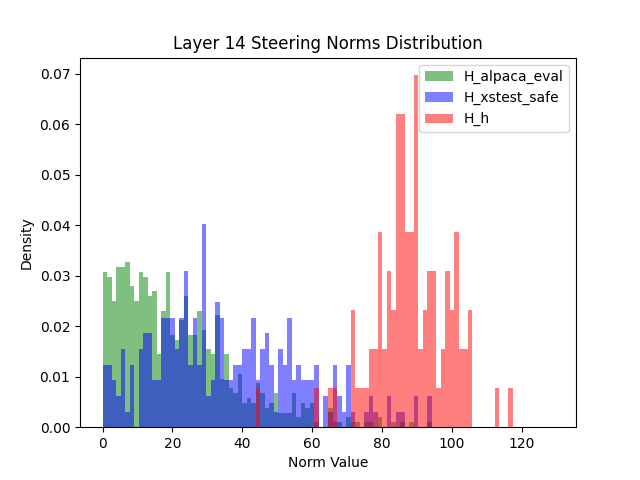 Layer 14 Steering Norms Distribution
H_alpaca_eval
H_xstest_safe
H_h
0.07
0.06
0.05
0.04
0.03
0.02
0.01
0.00
Density
0 20 40 60 80 100 120
Norm Value